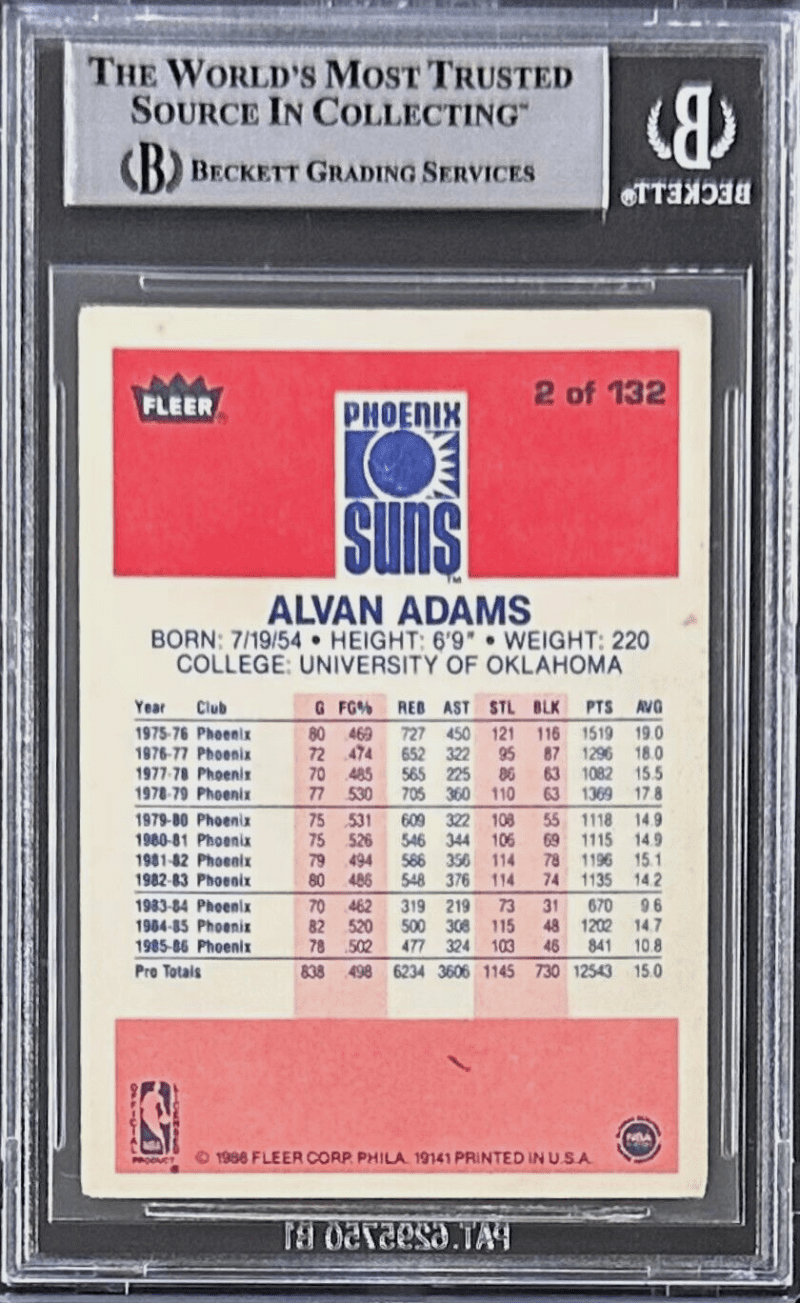 THE WORLD'S MOST TRUSTED
SOURCE IN COLLECTING™
(B) BECKETT GRADING SERVICES
B
BECKETT®
FLEER®
2 of 132
PHOENIX
SUNS
™
ALVAN ADAMS
BORN: 7/19/54 • HEIGHT: 6'9" • WEIGHT: 220
COLLEGE: UNIVERSITY OF OKLAHOMA
Year Club G FG% REB AST STL BLK PTS AVG
1975-76 Phoenix 80 .469 727 450 121 116 1519 19.0
1976-77 Phoenix 72 .474 652 322 95 87 1296 18.0
1977-78 Phoenix 70 .485 565 225 86 63 1082 15.5
1978-79 Phoenix 77 .530 705 360 110 63 1369 17.8
1979-80 Phoenix 75 .531 609 322 108 55 1118 14.9
1980-81 Phoenix 75 .526 546 344 106 69 1115 14.9
1981-82 Phoenix 79 .494 586 356 114 78 1196 15.1
1982-83 Phoenix 80 .486 548 376 114 74 1135 14.2
1983-84 Phoenix 70 .462 319 219 73 31 670 9.6
1984-85 Phoenix 82 .520 500 308 115 48 1202 14.7
1985-86 Phoenix 78 .502 477 324 103 46 841 10.8
Pro Totals 838 .498 6234 3606 1145 730 12543 15.0
OFFICIAL LICENSED
NBA
PRODUCT
© 1986 FLEER CORP. PHILA. 19141 PRINTED IN U.S.A.
NBA
PAT. 6295750 B1